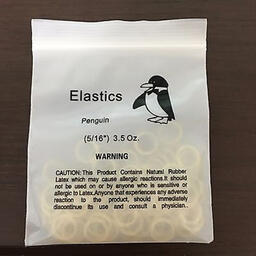 Elastics
Penguin
(5/16") 3.5 Oz.
WARNING
CAUTION: This Product Contains Natural Rubber
Latex which may cause allergic reactions.It should
not be used on or by anyone who is sensitive or
allergic to Latex.Anyone that experiences any adverse
reaction to the product, should immediately
discontinue its use and consult a physician..